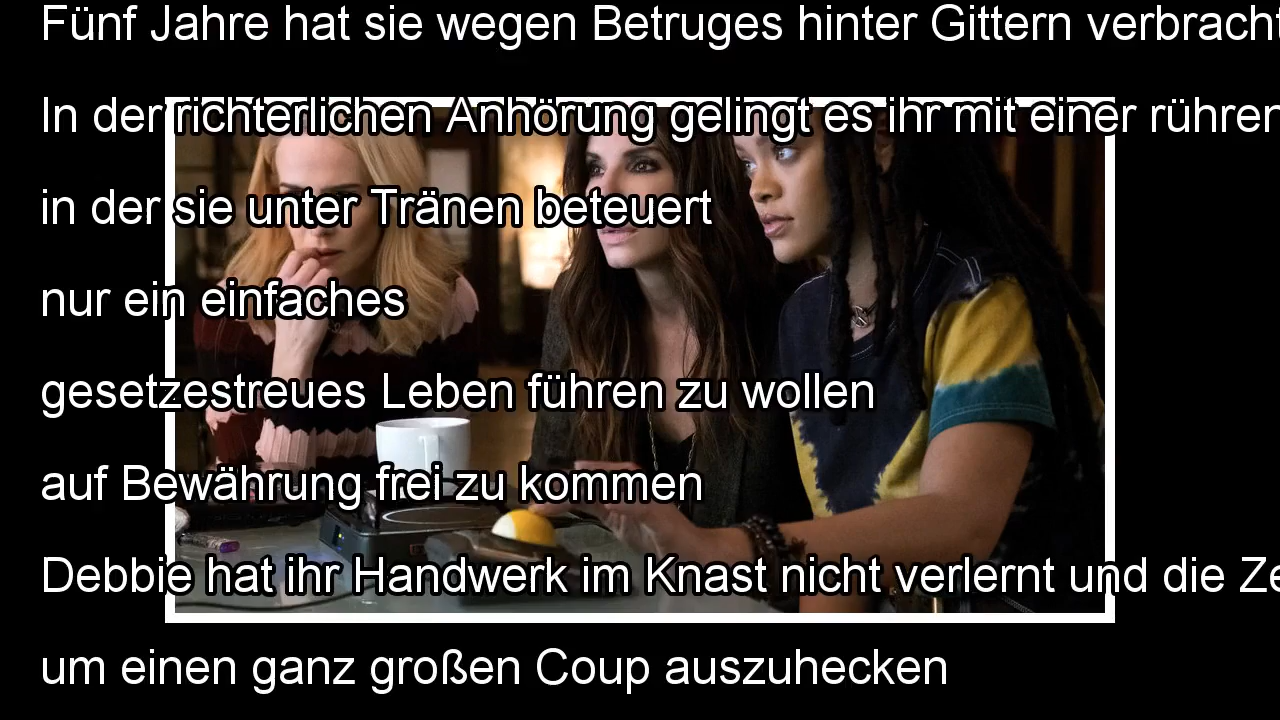 Fünf Jahre hat sie wegen Betruges hinter Gittern verbracht
In der richterlichen Anhörung gelingt es ihr mit einer rühren
in der sie unter Tränen beteuert
nur ein einfaches
gesetzestreues Leben führen zu wollen
auf Bewährung frei zu kommen
Debbie hat ihr Handwerk im Knast nicht verlernt und die Ze
um einen ganz großen Coup auszuhecken